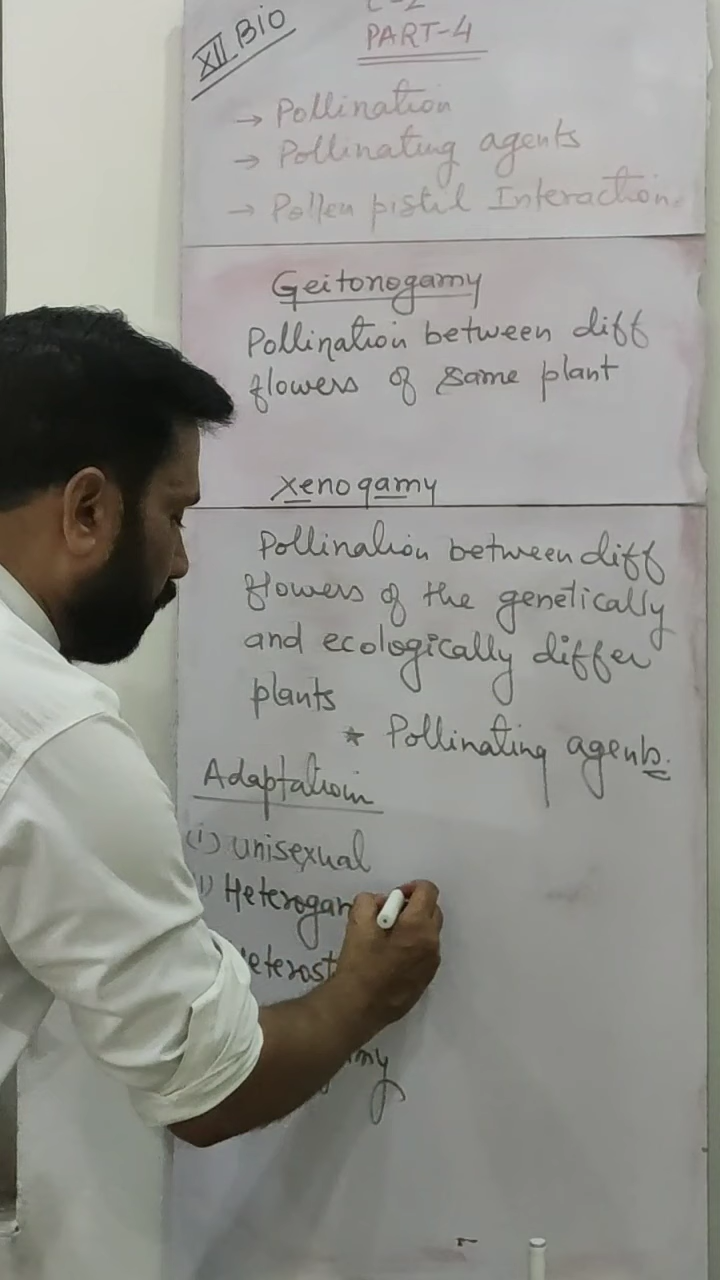 XII BIO
PART-4
→ Pollination
→ Pollinating agents
→ Pollen pistil Interaction.
Geitonogamy
Pollination between diff
flowers of same plant
Xenogamy
Pollination between diff
flowers of the genetically
and ecologically differ
plants
* Pollinating agents.
Adaptation
(i) Unisexual